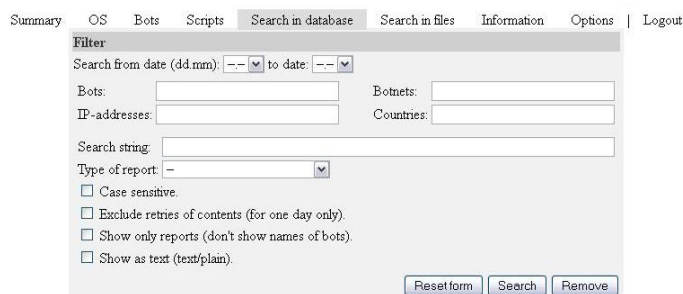 Summary OS Bots Scripts Search in database Search in files Information Options | Logout
Filter
Search from date (dd.mm): --.-- to date: --.--
Bots: Botnets:
IP-addresses: Countries:
Search string:
Type of report: --
Case sensitive.
Exclude retries of contents (for one day only).
Show only reports (don't show names of bots).
Show as text (text/plain).
Reset form Search Remove